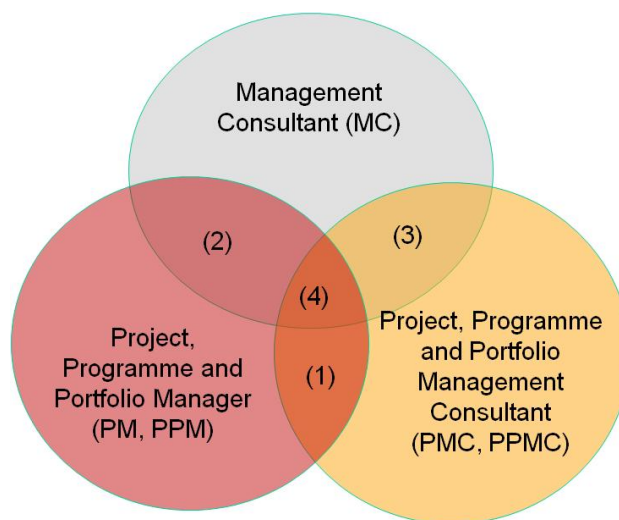 Management
Consultant (MC)
(2)
(3)
(4)
Project,
Programme and
Portfolio Manager
(PM, PPM)
(1)
Project, Programme
and Portfolio
Management
Consultant
(PMC, PPMC)